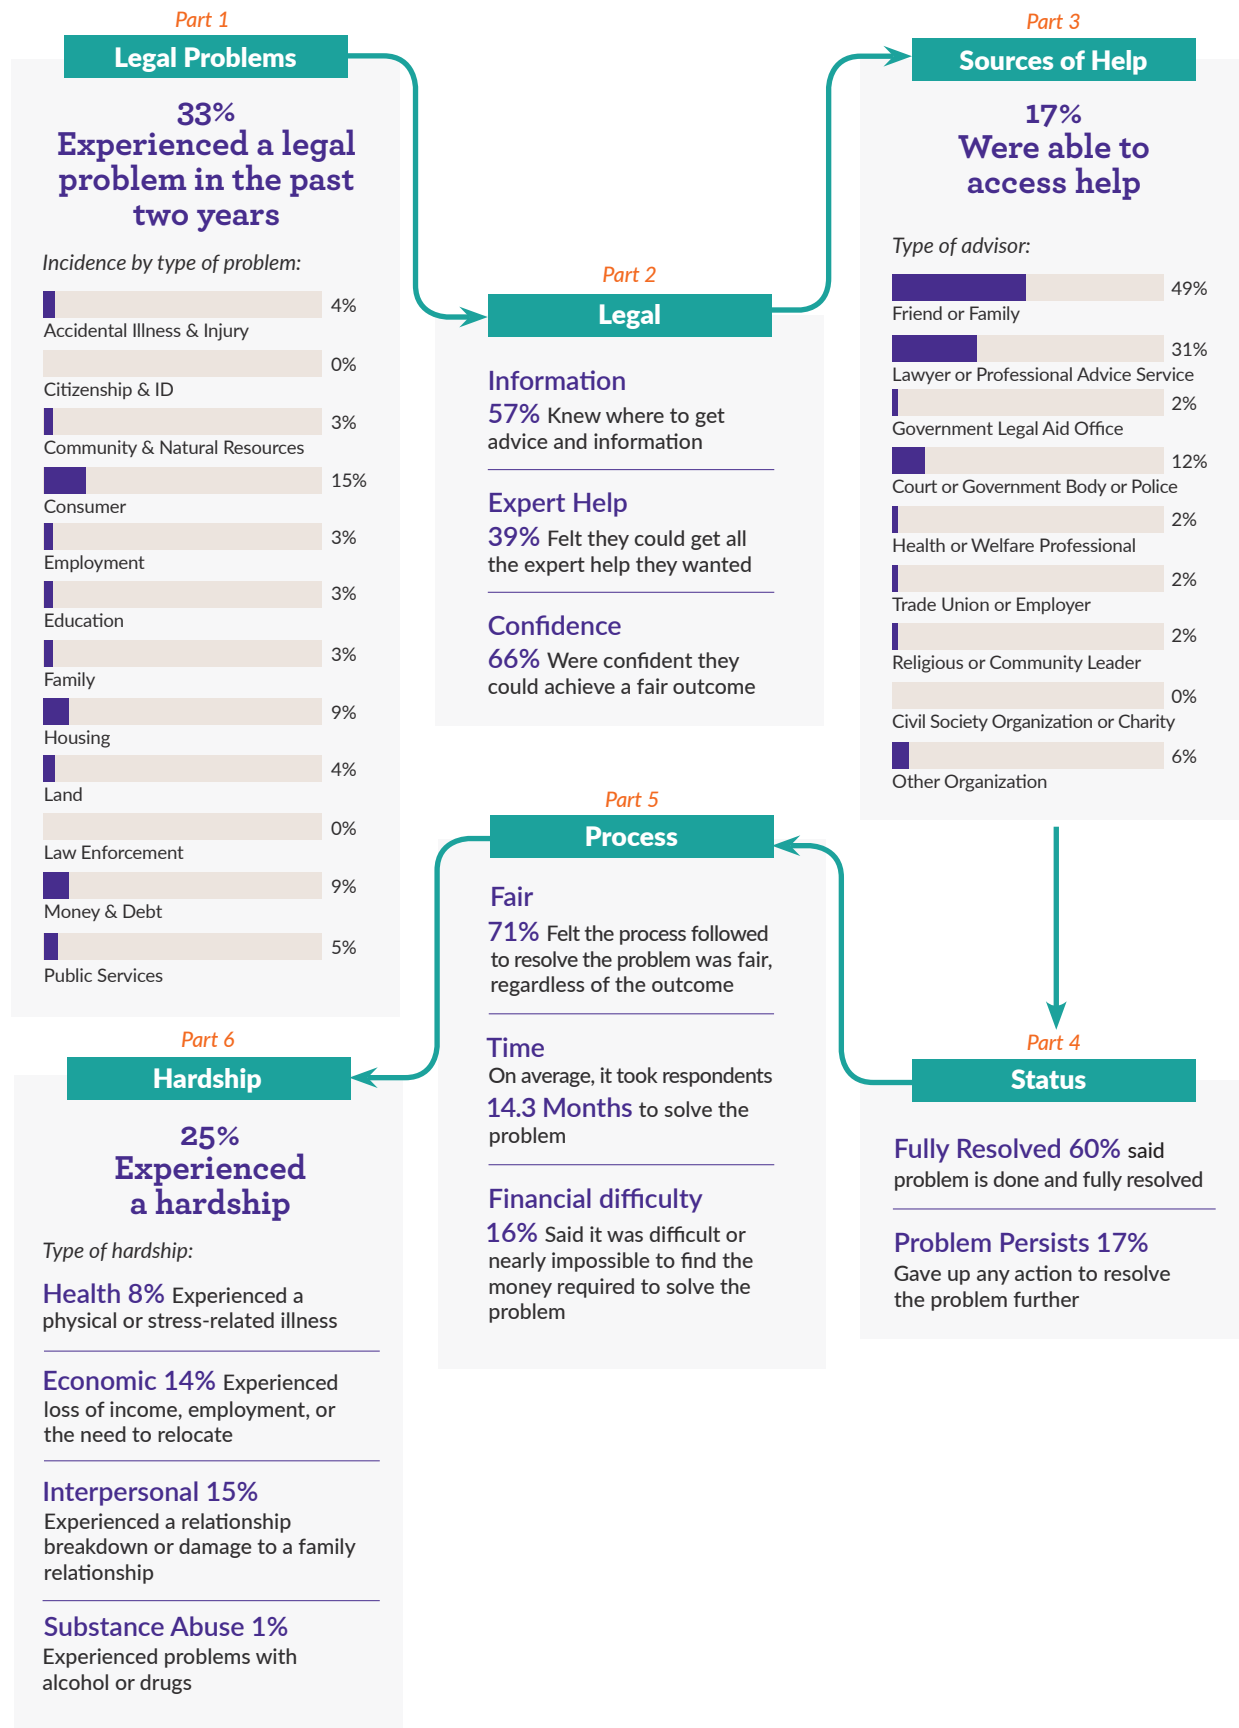 Part 1
Legal Problems
33%
Experienced a legal
problem in the past
two years
Incidence by type of problem:
4%
Accidental Illness & Injury
0%
Citizenship & ID
3%
Community & Natural Resources
15%
Consumer
3%
Employment
3%
Education
3%
Family
9%
Housing
4%
Land
0%
Law Enforcement
9%
Money & Debt
5%
Public Services
Part 2
Legal
Information
57% Knew where to get
advice and information
Expert Help
39% Felt they could get all
the expert help they wanted
Confidence
66% Were confident they
could achieve a fair outcome
Part 3
Sources of Help
17%
Were able to
access help
Type of advisor:
49%
Friend or Family
31%
Lawyer or Professional Advice Service
2%
Government Legal Aid Office
12%
Court or Government Body or Police
2%
Health or Welfare Professional
2%
Trade Union or Employer
2%
Religious or Community Leader
0%
Civil Society Organization or Charity
6%
Other Organization
Part 4
Status
Fully Resolved 60% said
problem is done and fully resolved
Problem Persists 17%
Gave up any action to resolve
the problem further
Part 5
Process
Fair
71% Felt the process followed
to resolve the problem was fair,
regardless of the outcome
Time
On average, it took respondents
14.3 Months to solve the
problem
Financial difficulty
16% Said it was difficult or
nearly impossible to find the
money required to solve the
problem
Part 6
Hardship
25%
Experienced
a hardship
Type of hardship:
Health 8% Experienced a
physical or stress-related illness
Economic 14% Experienced
loss of income, employment, or
the need to relocate
Interpersonal 15%
Experienced a relationship
breakdown or damage to a family
relationship
Substance Abuse 1%
Experienced problems with
alcohol or drugs